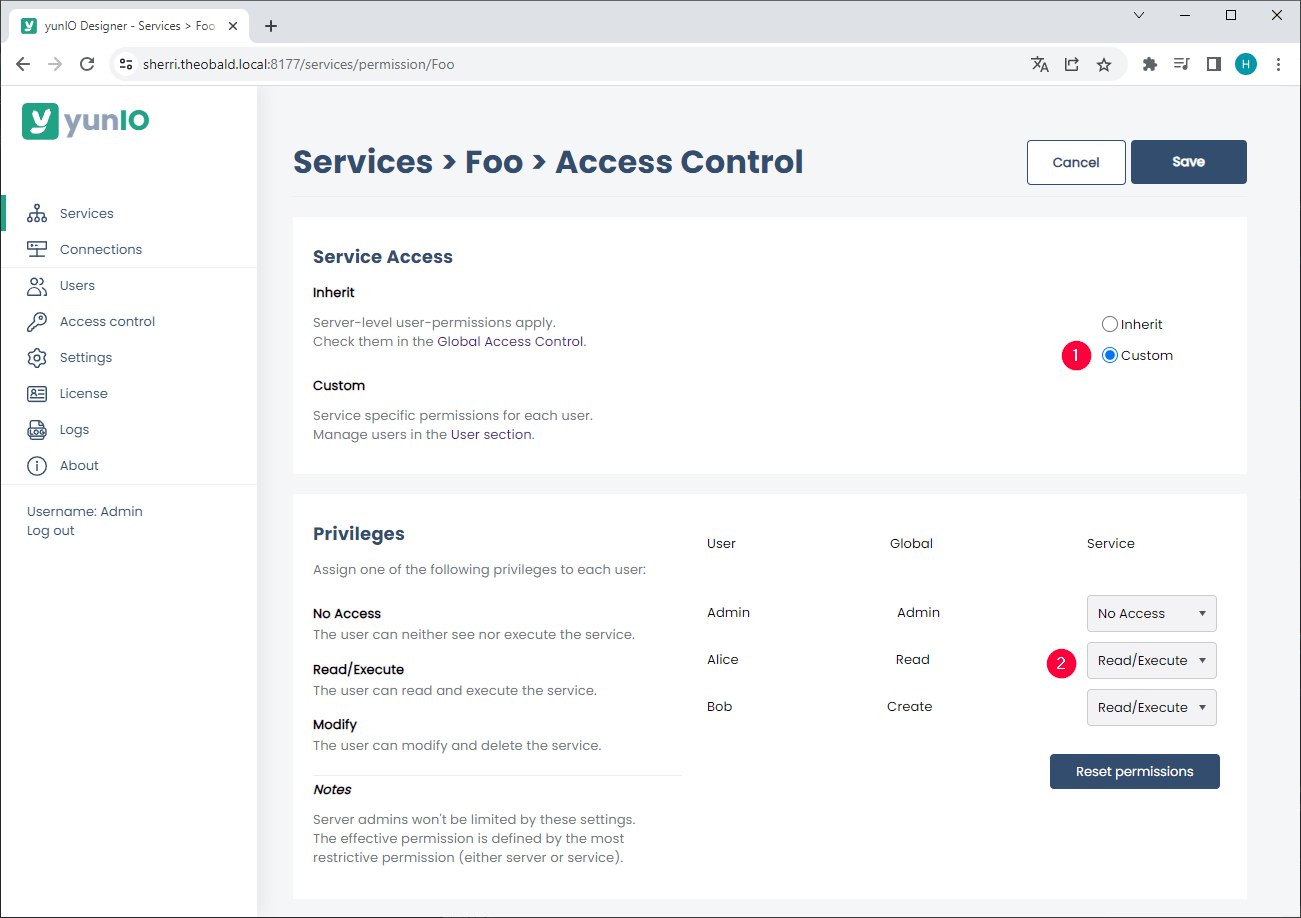 yunIO Designer - Services > Foo
sherri.theobald.local:8177/services/permission/Foo
H
yunIO
Services
Connections
Users
Access control
Settings
License
LOG
Logs
About
Username: Admin
Log out
Services > Foo > Access Control
Cancel
Save
Service Access
Inherit
Server-level user-permissions apply.
Check them in the Global Access Control.
Custom
Service specific permissions for each user.
Manage users in the User section.
Inherit
1
Custom
Privileges
Assign one of the following privileges to each user:
No Access
The user can neither see nor execute the service.
Read/Execute
The user can read and execute the service.
Modify
The user can modify and delete the service.
Notes
Server admins won't be limited by these settings.
The effective permission is defined by the most
restrictive permission (either server or service).
User Global Service
Admin Admin No Access
Alice Read 2 Read/Execute
Bob Create Read/Execute
Reset permissions